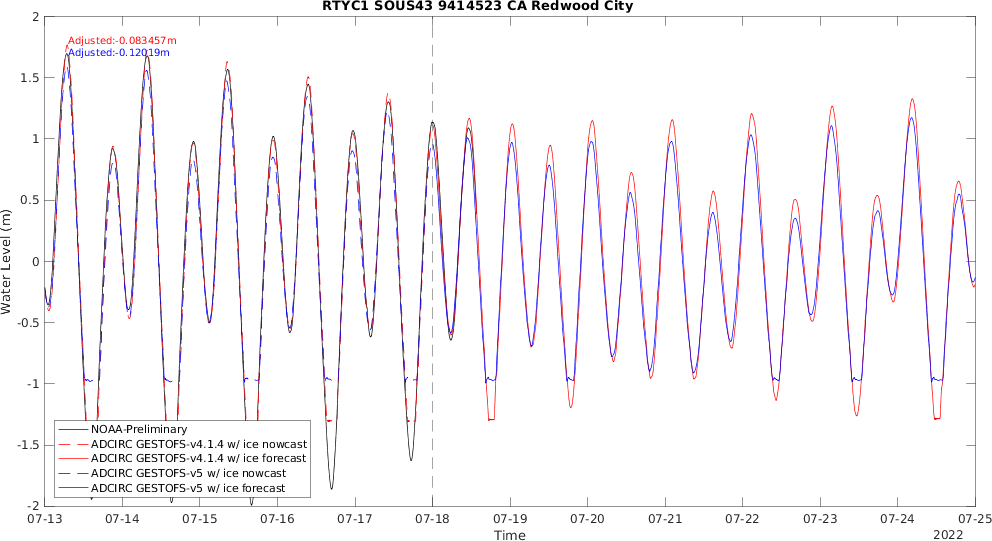 RTYC1 SOUS43 9414523 CA Redwood City
Adjusted:-0.083457m
Adjusted:-0.12019m
Water Level (m)
2
1.5
1
0.5
0
-0.5
-1
-1.5
-2
NOAA-Preliminary
ADCIRC GESTOFS-v4.1.4 w/ ice nowcast
ADCIRC GESTOFS-v4.1.4 w/ ice forecast
ADCIRC GESTOFS-v5 w/ ice nowcast
ADCIRC GESTOFS-v5 w/ ice forecast
07-13 07-14 07-15 07-16 07-17 07-18 07-19 07-20 07-21 07-22 07-23 07-24 07-25
Time
2022